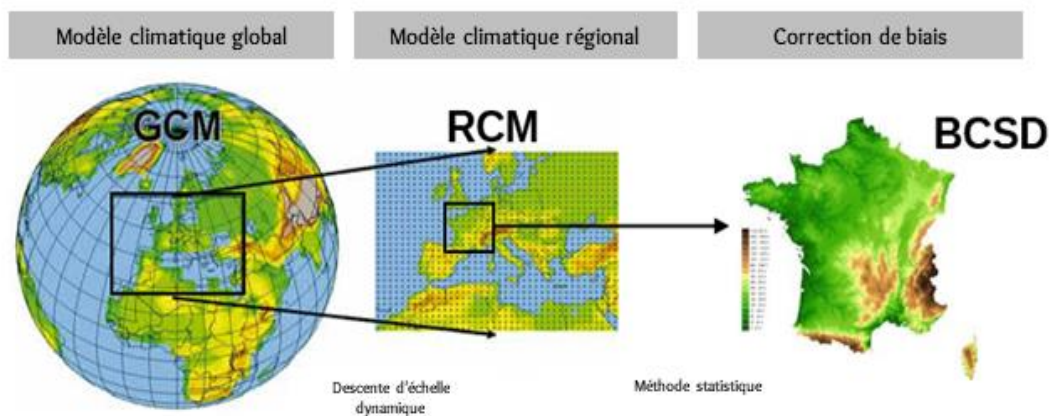 Modèle climatique global
Modèle climatique régional
Correction de biais
GCM
RCM
BCSD
Descente d'échelle
dynamique
Méthode statistique